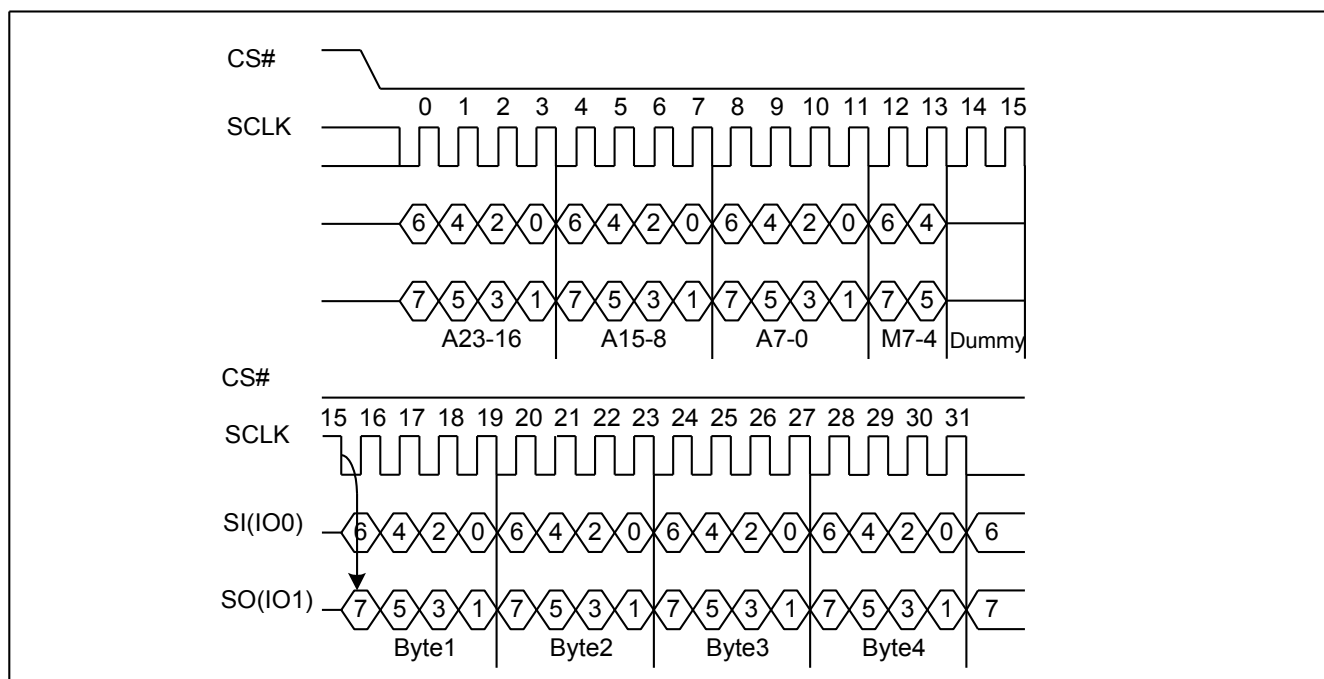 CS#
0 1 2 3 4 5 6 7 8 9 10 11 12 13 14 15
SCLK
6 4 2 0 6 4 2 0 6 4 2 0 6 4
7 5 3 1 7 5 3 1 7 5 3 1 7 5
A23-16 A15-8 A7-0 M7-4 Dummy
CS#
15 16 17 18 19 20 21 22 23 24 25 26 27 28 29 30 31
SCLK
SI(IO0) 6 4 2 0 6 4 2 0 6 4 2 0 6 4 2 0 6
SO(IO1) 7 5 3 1 7 5 3 1 7 5 3 1 7 5 3 1 7
Byte1 Byte2 Byte3 Byte4